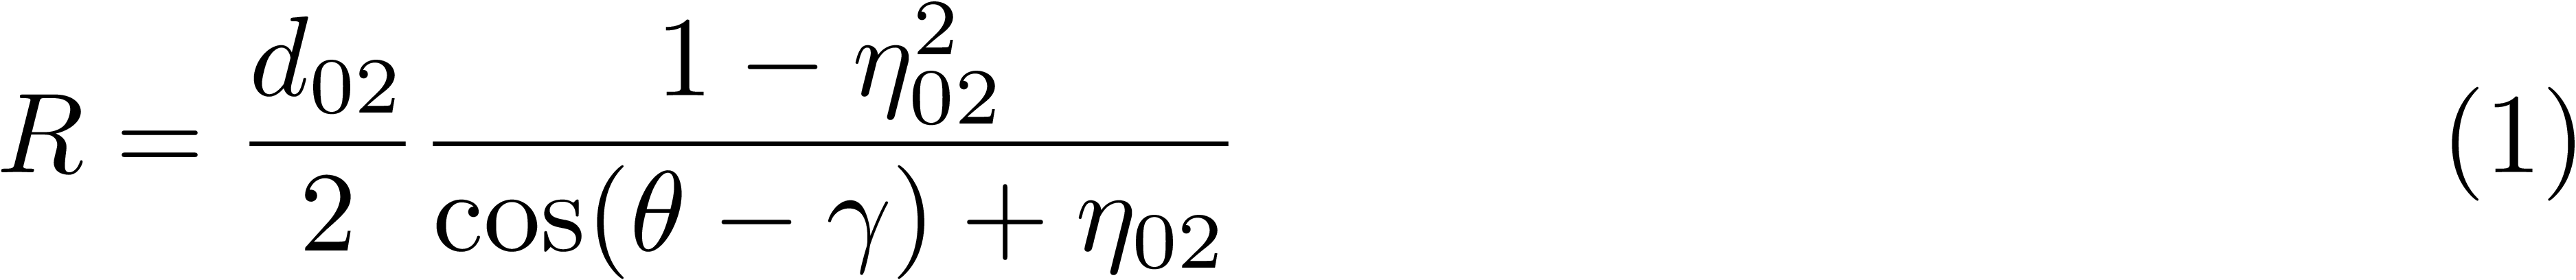 R = \frac{d_{02}}{2} \frac{1 - \eta_{02}^{2}}{\cos(\theta - \gamma) + \eta_{02}} (1)